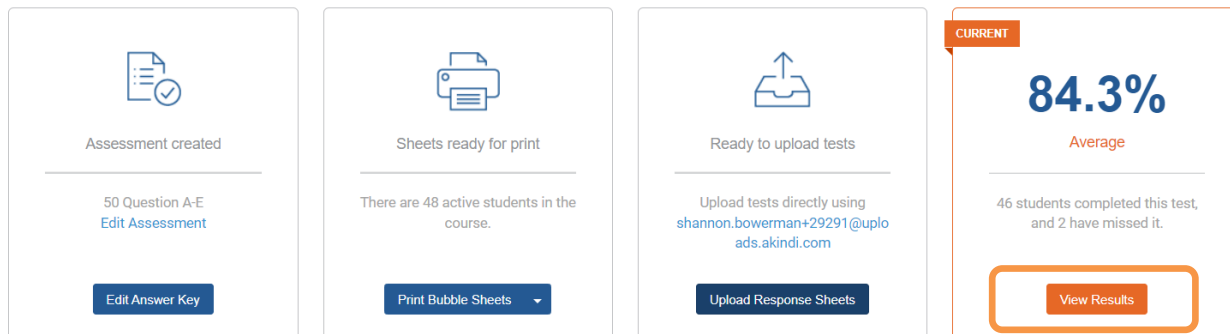 Assessment created
50 Question A-E
Edit Assessment
Edit Answer Key
Sheets ready for print
There are 48 active students in the
course.
Print Bubble Sheets
Ready to upload tests
Upload tests directly using
shannon.bowerman+29291@uplo
ads.akindi.com
Upload Response Sheets
CURRENT
84.3%
Average
46 students completed this test,
and 2 have missed it.
View Results